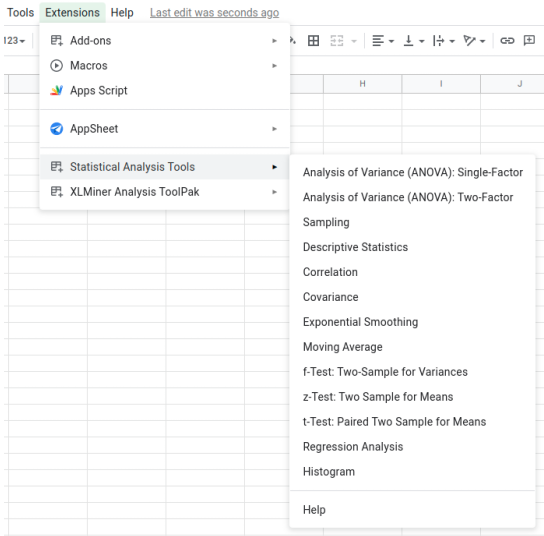 Tools Extensions Help Last edit was seconds ago
123
Add-ons
Macros
Apps Script
AppSheet
Statistical Analysis Tools
XLMiner Analysis ToolPak
H I J
Analysis of Variance (ANOVA): Single-Factor
Analysis of Variance (ANOVA): Two-Factor
Sampling
Descriptive Statistics
Correlation
Covariance
Exponential Smoothing
Moving Average
f-Test: Two-Sample for Variances
z-Test: Two Sample for Means
t-Test: Paired Two Sample for Means
Regression Analysis
Histogram
Help